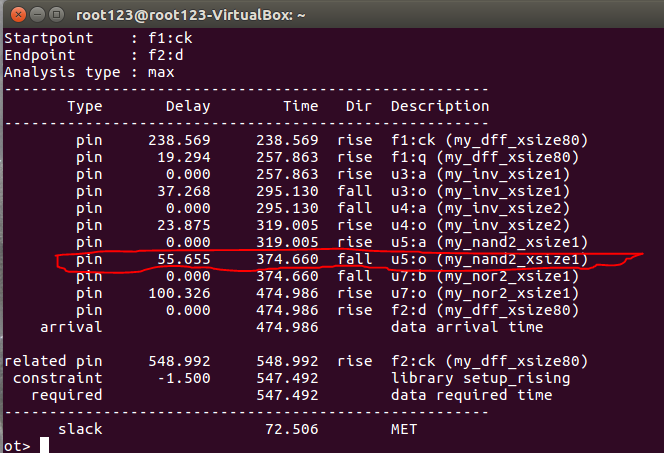 root123@root123-VirtualBox: ~
Startpoint    : f1:ck
Endpoint      : f2:d
Analysis type : max
-------------------------------------------------------
Type Delay Time Dir Description
-------------------------------------------------------
pin 238.569 238.569 rise f1:ck (my_dff_xsize80)
pin 19.294 257.863 rise f1:q (my_dff_xsize80)
pin 0.000 257.863 rise u3:a (my_inv_xsize1)
pin 37.268 295.130 fall u3:o (my_inv_xsize1)
pin 0.000 295.130 fall u4:a (my_inv_xsize2)
pin 23.875 319.005 rise u4:o (my_inv_xsize2)
pin 0.000 319.005 rise u5:a (my_nand2_xsize1)
pin 55.655 374.660 fall u5:o (my_nand2_xsize1)
pin 0.000 374.660 fall u7:b (my_nor2_xsize1)
pin 100.326 474.986 rise u7:o (my_nor2_xsize1)
pin 0.000 474.986 rise f2:d (my_dff_xsize80)
arrival 474.986 data arrival time
related pin 548.992 548.992 rise f2:ck (my_dff_xsize80)
constraint -1.500 547.492 library setup_rising
required 547.492 data required time
-------------------------------------------------------
slack 72.506 MET
ot>